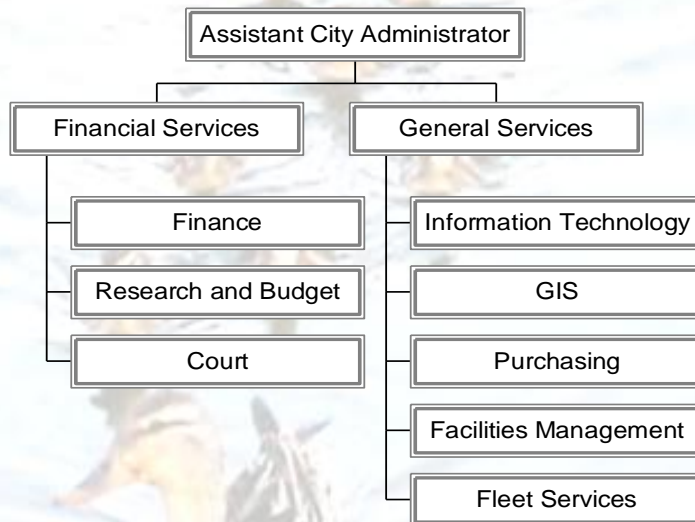 Assistant City Administrator
Financial Services
General Services
Finance
Research and Budget
Court
Information Technology
GIS
Purchasing
Facilities Management
Fleet Services